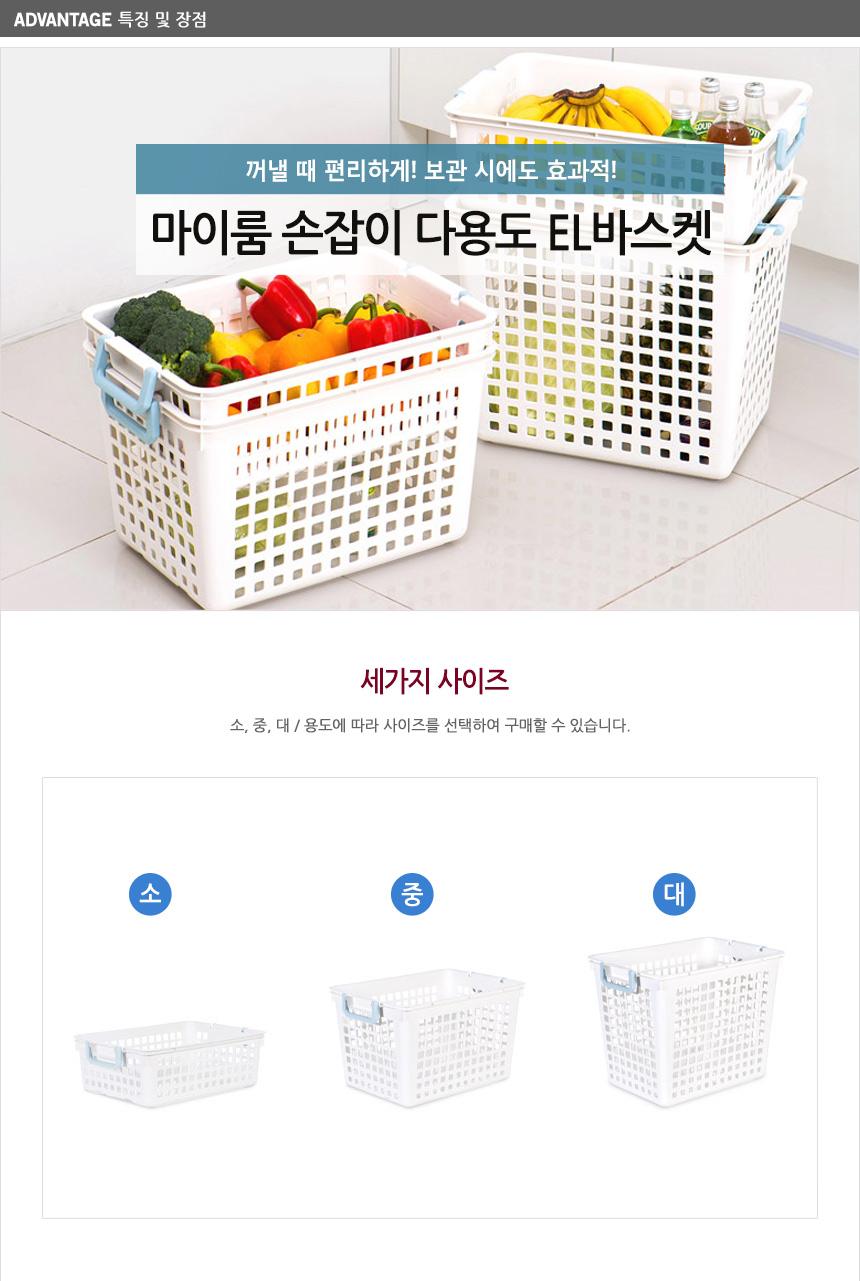 ADVANTAGE 특징 및 장점
꺼낼 때 편리하게! 보관 시에도 효과적!
마이룸 손잡이 다용도 EL바스켓
세가지 사이즈
소, 중, 대 / 용도에 따라 사이즈를 선택하여 구매할 수 있습니다.
소 중 대